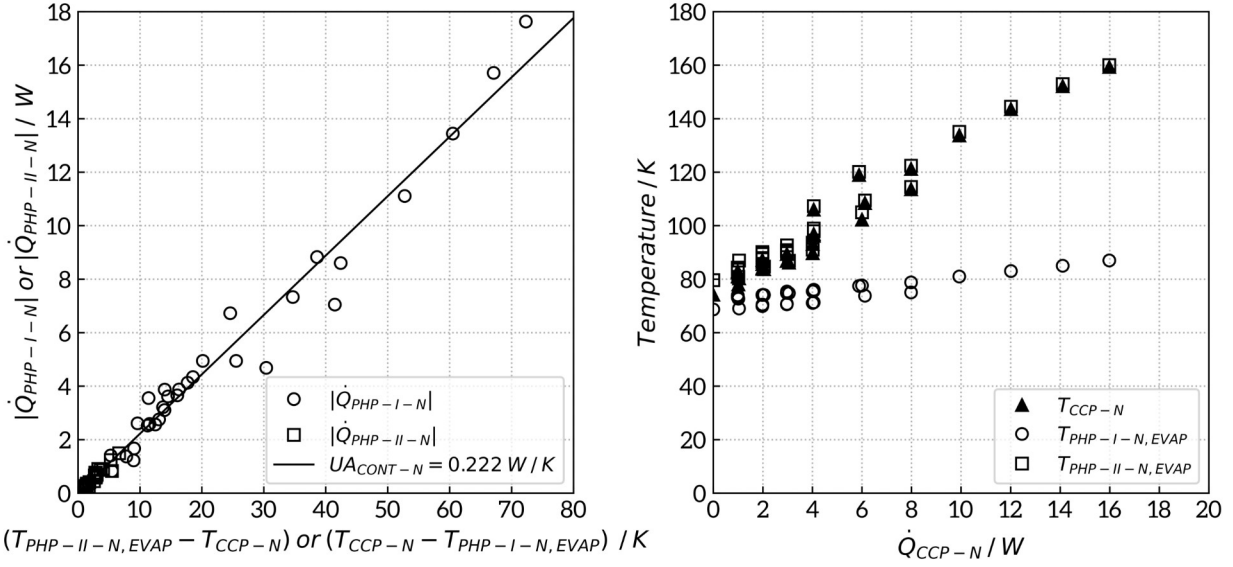 |Q̇PHP−I−N| or |Q̇PHP−II−N| / W
18
16
14
12
10
8
6
4
2
0
0 10 20 30 40 50 60 70 80
(TPHP−II−N, EVAP − TCCP−N) or (TCCP−N − TPHP−I−N, EVAP) / K
|Q̇PHP−I−N|
|Q̇PHP−II−N|
UACONT−N = 0.222 W / K
Temperature / K
180
160
140
120
100
80
60
40
20
0
0 2 4 6 8 10 12 14 16 18 20
Q̇CCP−N / W
TCCP−N
TPHP−I−N, EVAP
TPHP−II−N, EVAP